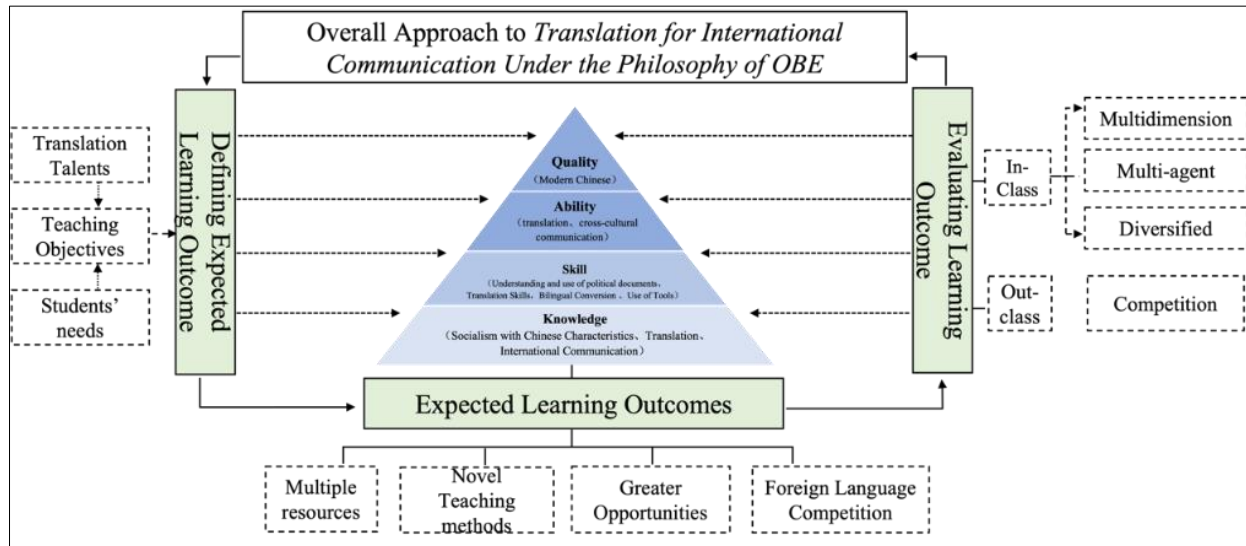 Overall Approach to Translation for International
Communication Under the Philosophy of OBE
Translation
Talents
Teaching
Objectives
Students'
needs
Defining Expected
Learning Outcome
Quality
(Modern Chinese)
Ability
(translation、cross-cultural
communication)
Skill
(Understanding and use of political documents、
Translation Skills、Bilingual Conversion 、Use of Tools)
Knowledge
(Socialism with Chinese Characteristics、Translation、
International Communication)
Evaluating Learning
Outcome
In-
Class
Out-
class
Multidimension
Multi-agent
Diversified
Competition
Expected Learning Outcomes
Multiple
resources
Novel
Teaching
methods
Greater
Opportunities
Foreign Language
Competition